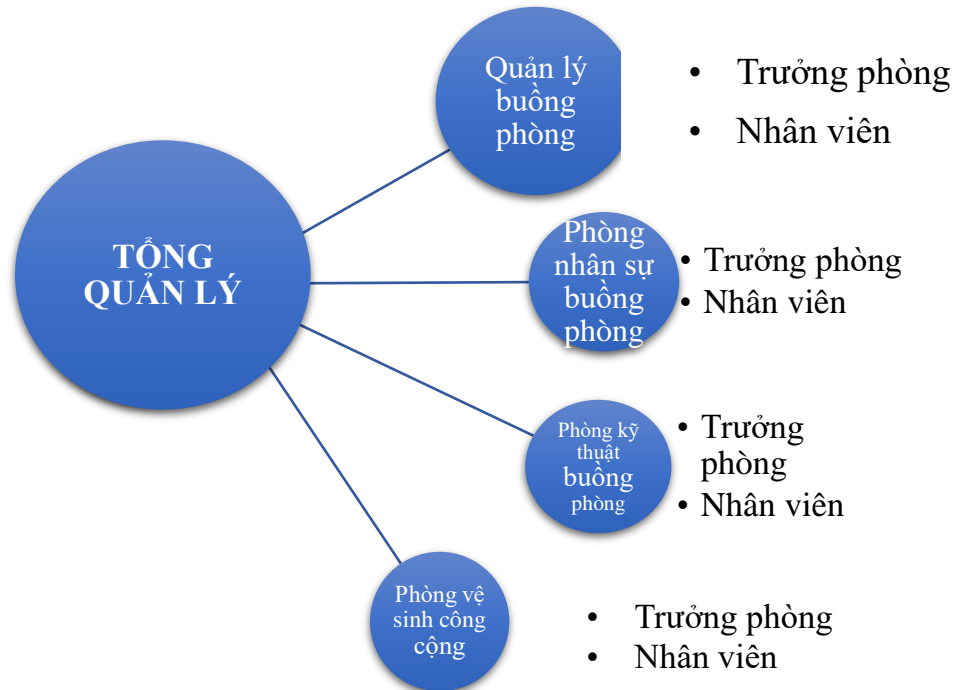 Quản lý
buồng
phòng
• Trưởng phòng
• Nhân viên
TỔNG
QUẢN LÝ
Phòng
nhân sự
buồng
phòng
• Trưởng phòng
• Nhân viên
Phòng kỹ
thuật
buồng
phòng
• Trưởng
phòng
• Nhân viên
Phòng vệ
sinh công
cộng
• Trưởng phòng
• Nhân viên